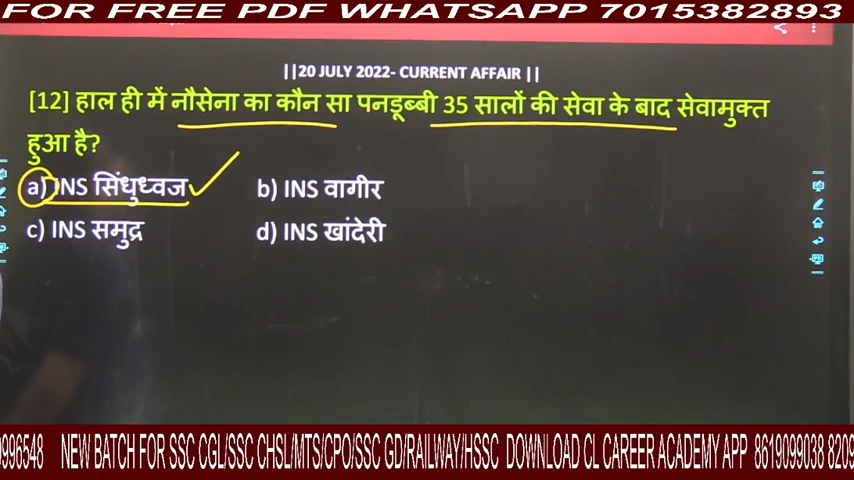 FOR FREE PDF WHATSAPP 7015382893
||20 JULY 2022- CURRENT AFFAIR ||
[12] हाल ही में नौसेना का कौन सा पनडूब्बी 35 सालों की सेवा के बाद सेवामुक्त
हुआ है?
a) INS सिंधुध्वज b) INS वागीर
c) INS समुद्र d) INS खांदेरी
9996548 NEW BATCH FOR SSC CGL/SSC CHSL/MTS/CPO/SSC GD/RAILWAY/HSSC DOWNLOAD CL CAREER ACADEMY APP 8619099038 8209